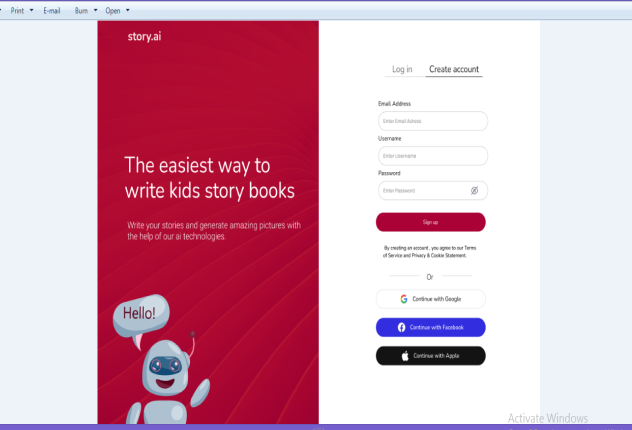 Print E-mail Burn Open
story.ai
Log in Create account
Email Address
Enter Email Adress
Username
Enter Username
Password
Enter Password
Sign up
By creating an account, you agree to our Terms
of Service and Privacy & Cookie Statement.
Or
Continue with Google
Continue with Facebook
Continue with Apple
The easiest way to
write kids story books
Write your stories and generate amazing pictures with
the help of our ai technologies.
Hello!
Activate Windows